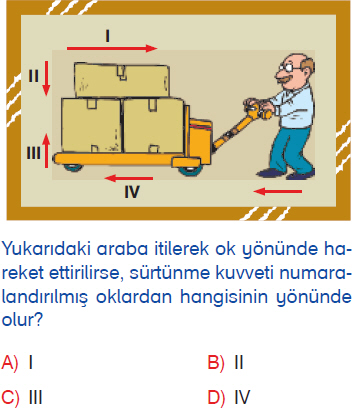 I
II
III
IV
Yukarıdaki araba itilerek ok yönünde ha-
reket ettirilirse, sürtünme kuvveti numara-
landırılmış oklardan hangisinin yönünde
olur?
A) I B) II
C) III D) IV